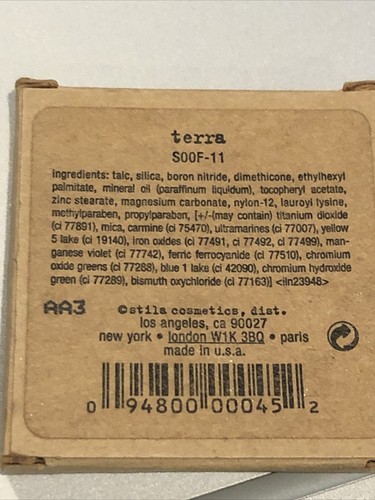 terra
S00F-11
ingredients: talc, silica, boron nitride, dimethicone, ethylhexyl
palmitate, mineral oil (paraffinum liquidum), tocopheryl acetate,
zinc stearate, magnesium carbonate, nylon-12, lauroyl lysine,
methylparaben, propylparaben, [+/-(may contain) titanium dioxide
(ci 77891), mica, carmine (ci 75470), ultramarines (ci 77007), yellow
5 lake (ci 19140), iron oxides (ci 77491, ci 77492, ci 77499), man-
ganese violet (ci 77742), ferric ferrocyanide (ci 77510), chromium
oxide greens (ci 77288), blue 1 lake (ci 42090), chromium hydroxide
green (ci 77289), bismuth oxychloride (ci 77163)] <iln23948>
AA3
©stila cosmetics, dist.
los angeles, ca 90027
new york • london W1K 3BQ • paris
made in u.s.a.
0 94800 00045 2